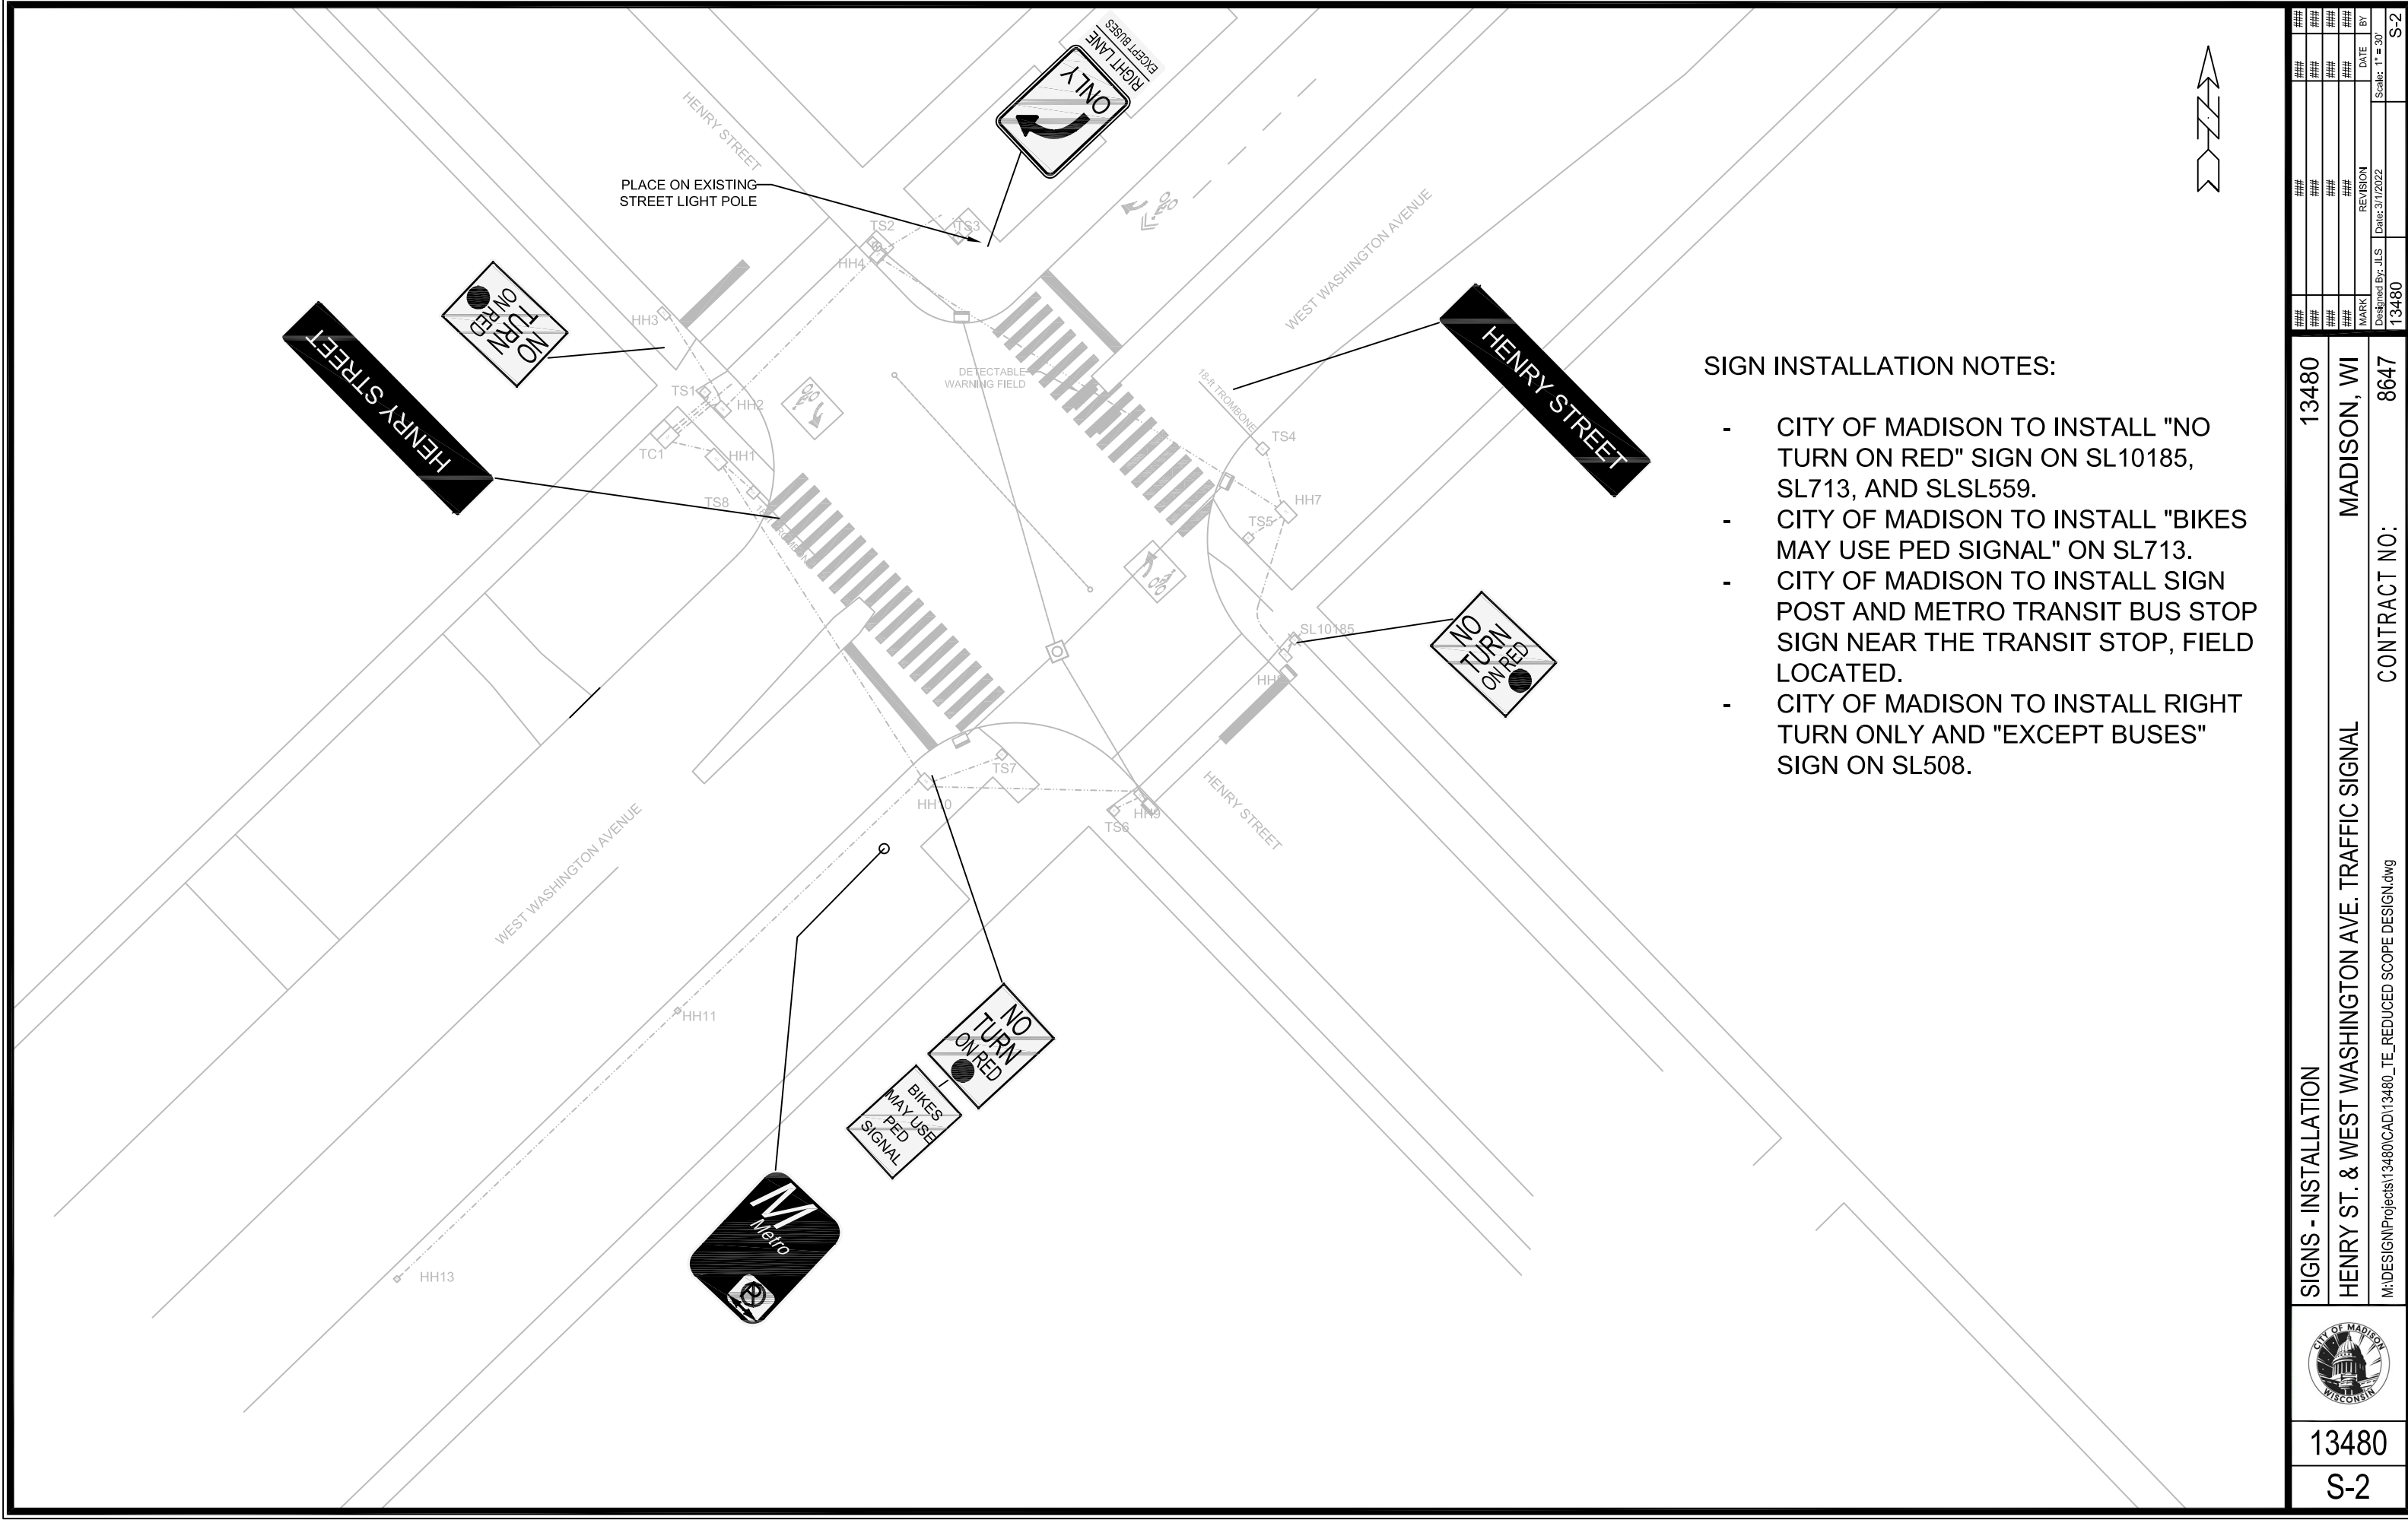 RIGHT LANE
EXCEPT BUSES
ONLY
HENRY STREET
PLACE ON EXISTING
STREET LIGHT POLE
TS2
TS3
HH4
WEST WASHINGTON AVENUE
NO
TURN
ON RED
HH3
HENRY STREET
DETECTABLE
WARNING FIELD
TS1
HH2
TC1
HH1
TS8
18-ft TROMBONE
HENRY STREET
TS4
HH7
TS5
SL10185
NO
TURN
ON RED
TS7
HH10
HH9
TS6
HENRY STREET
WEST WASHINGTON AVENUE
HH11
NO
TURN
ON RED
BIKES
MAY USE
PED
SIGNAL
M
Metro
HH13
SIGN INSTALLATION NOTES:
- CITY OF MADISON TO INSTALL "NO
TURN ON RED" SIGN ON SL10185,
SL713, AND SLSL559.
- CITY OF MADISON TO INSTALL "BIKES
MAY USE PED SIGNAL" ON SL713.
- CITY OF MADISON TO INSTALL SIGN
POST AND METRO TRANSIT BUS STOP
SIGN NEAR THE TRANSIT STOP, FIELD
LOCATED.
- CITY OF MADISON TO INSTALL RIGHT
TURN ONLY AND "EXCEPT BUSES"
SIGN ON SL508.
### ### ### ###
### ### ### ###
### ### ### ###
### ### ### ###
MARK REVISION DATE BY
Designed By: JLS Date: 3/1/2022 Scale: 1" = 30'
13480 S-2
SIGNS - INSTALLATION 13480
HENRY ST. & WEST WASHINGTON AVE. TRAFFIC SIGNAL MADISON, WI
M:\DESIGN\Projects\13480\CAD\13480_TE_REDUCED SCOPE DESIGN.dwg CONTRACT NO: 8647
CITY OF MADISON
WISCONSIN
13480
S-2